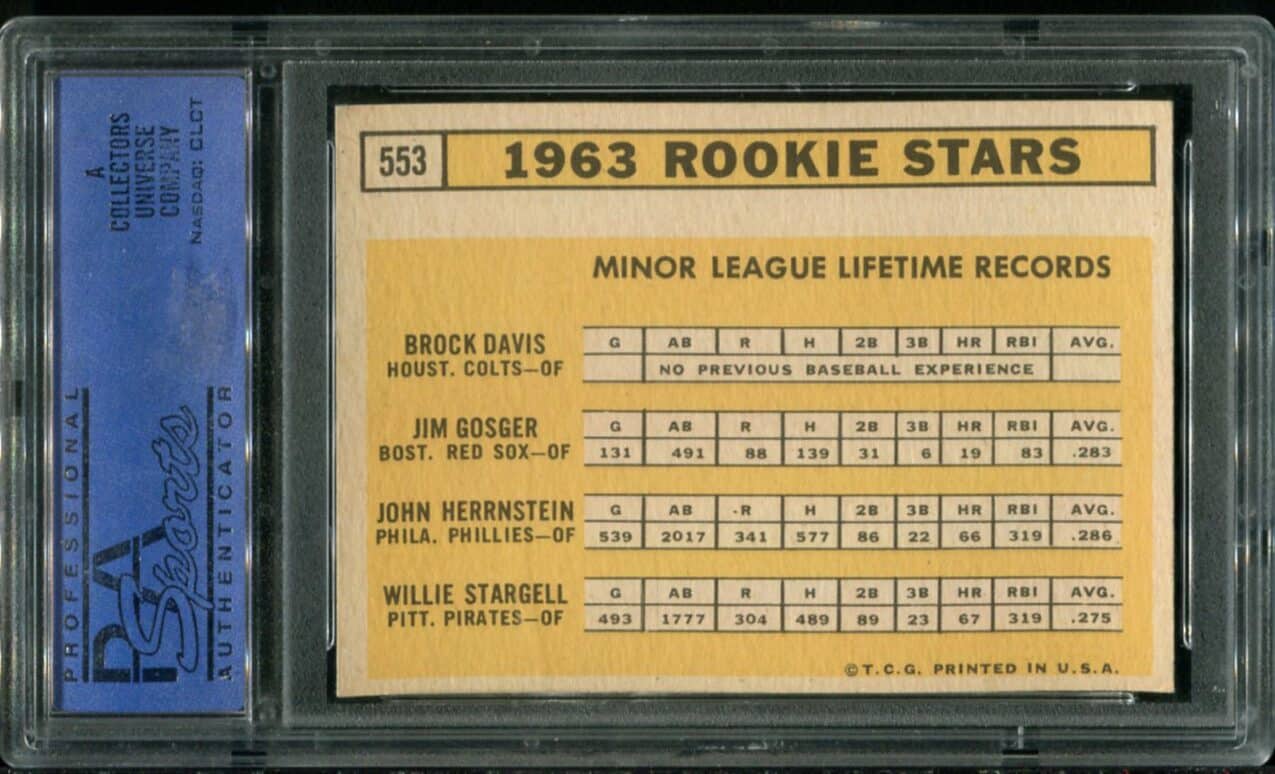 A
COLLECTORS
UNIVERSE
COMPANY
NASDAQ: CLCT
PROFESSIONAL
PSA
Sports
AUTHENTICATOR
553 1963 ROOKIE STARS
MINOR LEAGUE LIFETIME RECORDS
BROCK DAVIS G AB R H 2B 3B HR RBI AVG.
HOUST. COLTS—OF NO PREVIOUS BASEBALL EXPERIENCE
JIM GOSGER G AB R H 2B 3B HR RBI AVG.
BOST. RED SOX—OF 131 491 88 139 31 6 19 83 .283
JOHN HERRNSTEIN G AB R H 2B 3B HR RBI AVG.
PHILA. PHILLIES—OF 539 2017 341 577 86 22 66 319 .286
WILLIE STARGELL G AB R H 2B 3B HR RBI AVG.
PITT. PIRATES—OF 493 1777 304 489 89 23 67 319 .275
©T.C.G. PRINTED IN U.S.A.